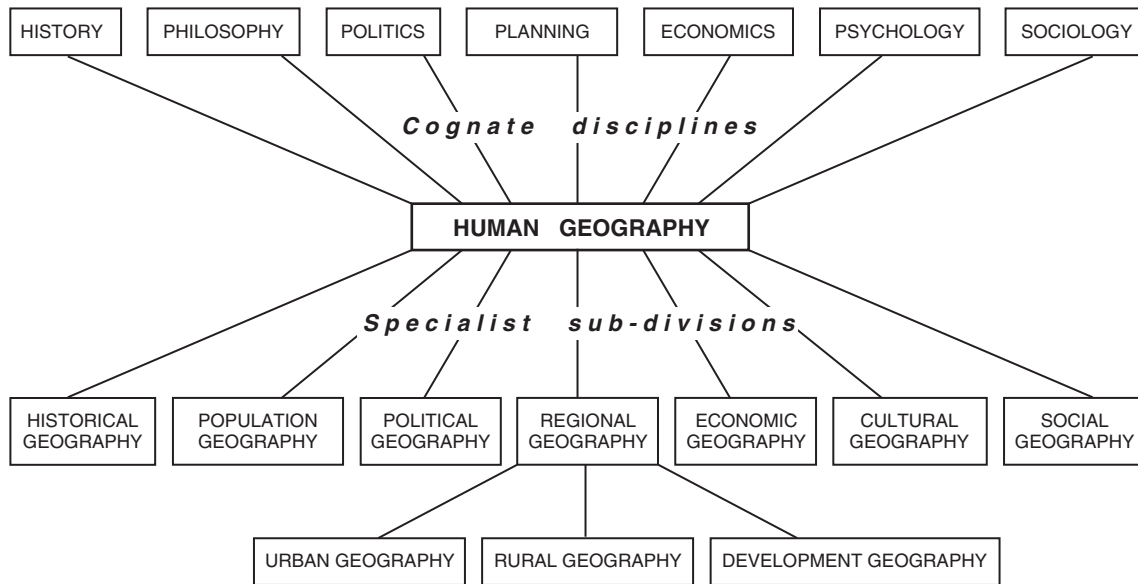 HISTORY PHILOSOPHY POLITICS PLANNING ECONOMICS PSYCHOLOGY SOCIOLOGY
Cognate disciplines
HUMAN GEOGRAPHY
Specialist sub-divisions
HISTORICAL GEOGRAPHY
POPULATION GEOGRAPHY
POLITICAL GEOGRAPHY
REGIONAL GEOGRAPHY
ECONOMIC GEOGRAPHY
CULTURAL GEOGRAPHY
SOCIAL GEOGRAPHY
URBAN GEOGRAPHY RURAL GEOGRAPHY DEVELOPMENT GEOGRAPHY